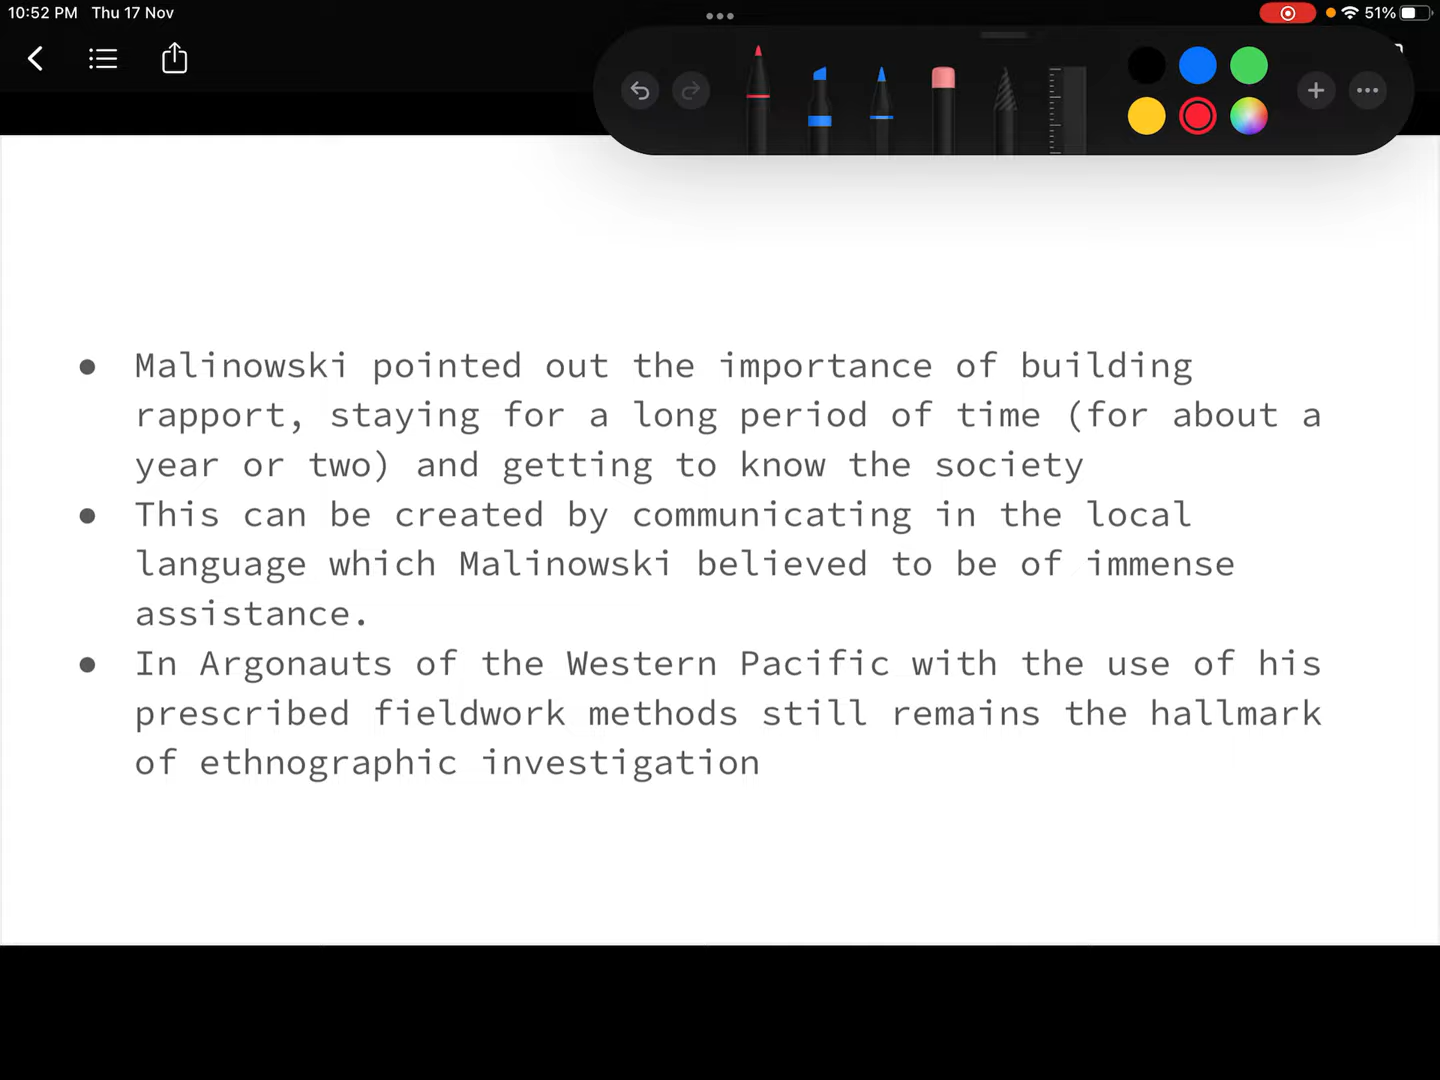 10:52 PM Thu 17 Nov
51%
● Malinowski pointed out the importance of building
rapport, staying for a long period of time (for about a
year or two) and getting to know the society
● This can be created by communicating in the local
language which Malinowski believed to be of immense
assistance.
● In Argonauts of the Western Pacific with the use of his
prescribed fieldwork methods still remains the hallmark
of ethnographic investigation